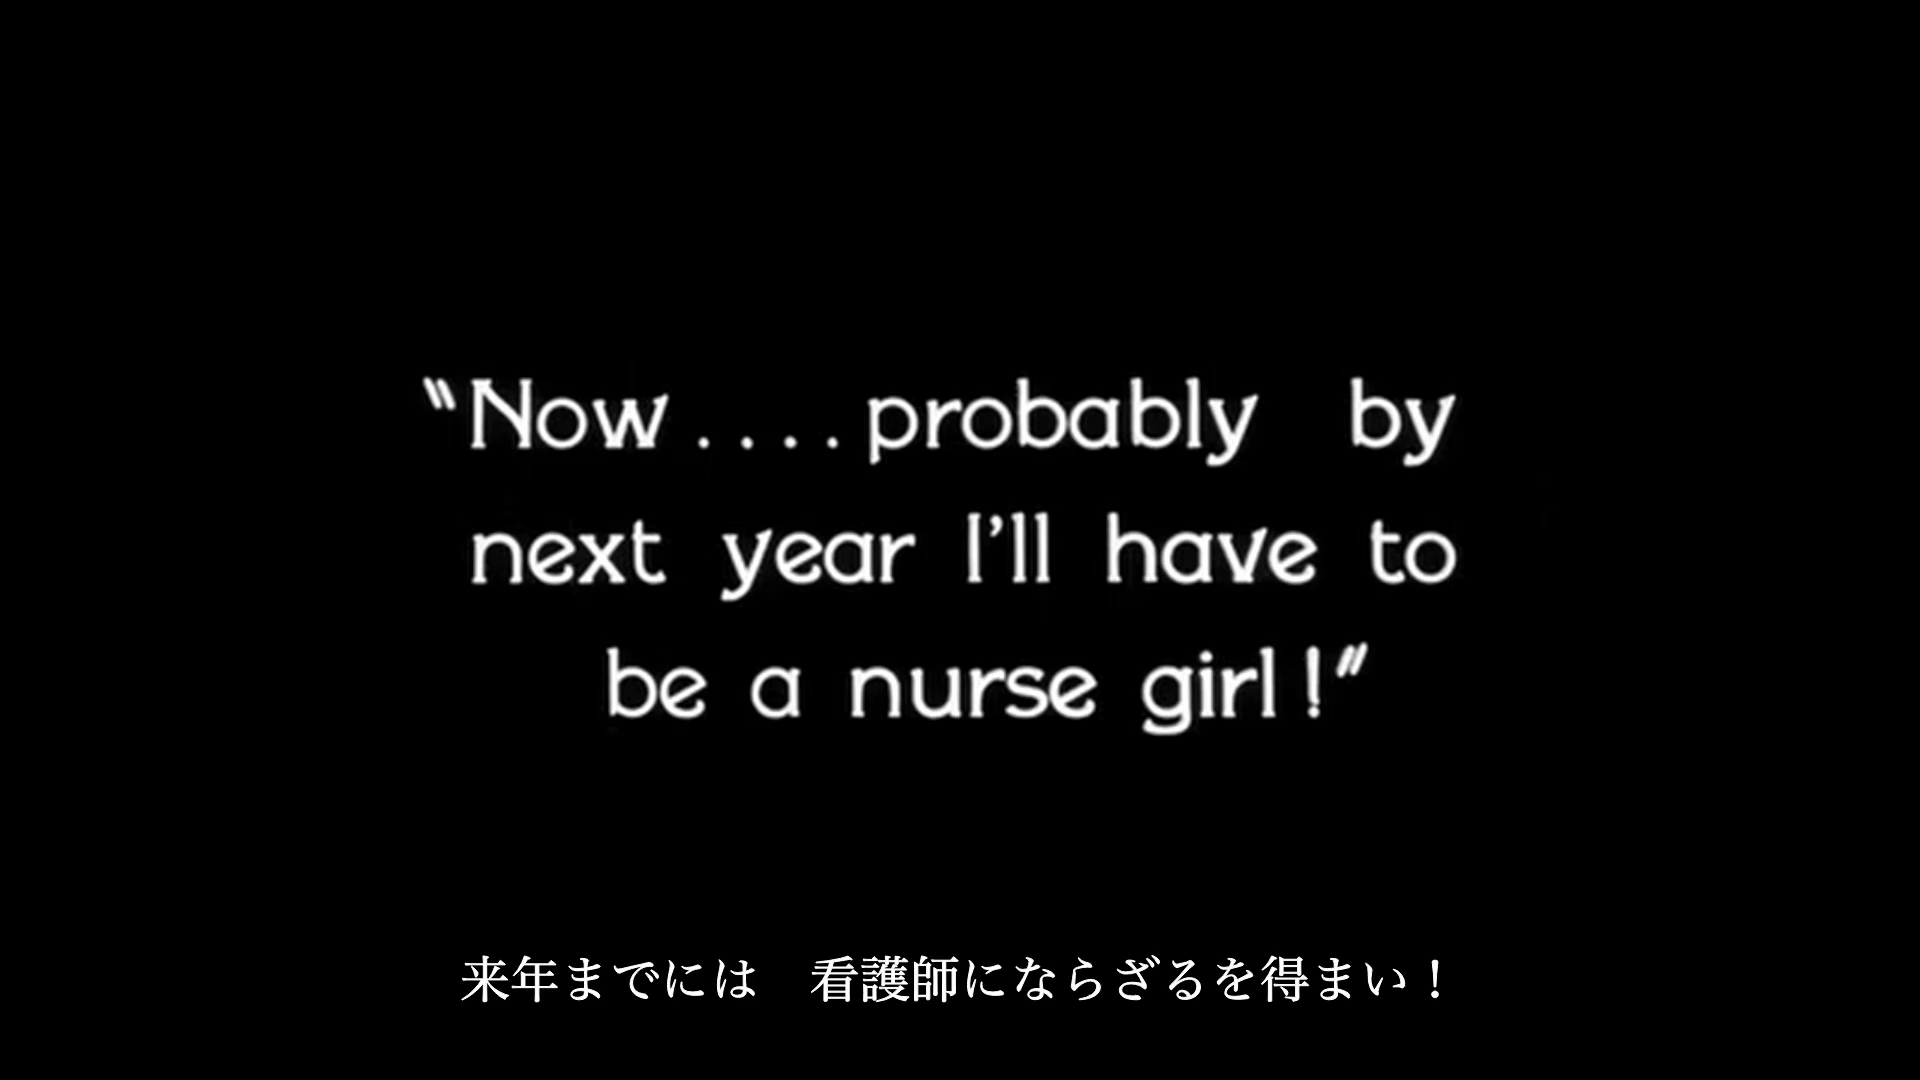 “Now....probably by
next year I’ll have to
be a nurse girl!”
来年までには　看護師にならざるを得まい！